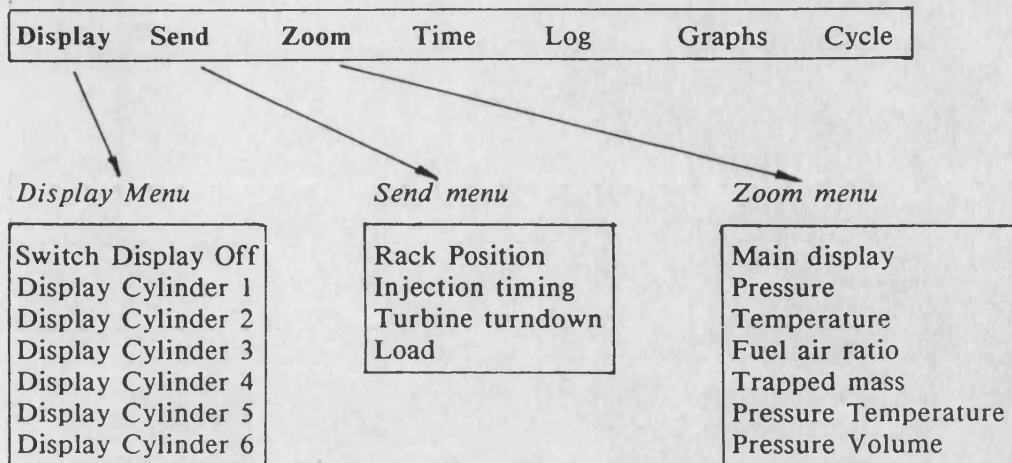 Display Send Zoom Time Log Graphs Cycle
Display Menu
Switch Display Off
Display Cylinder 1
Display Cylinder 2
Display Cylinder 3
Display Cylinder 4
Display Cylinder 5
Display Cylinder 6
Send menu
Rack Position
Injection timing
Turbine turndown
Load
Zoom menu
Main display
Pressure
Temperature
Fuel air ratio
Trapped mass
Pressure Temperature
Pressure Volume